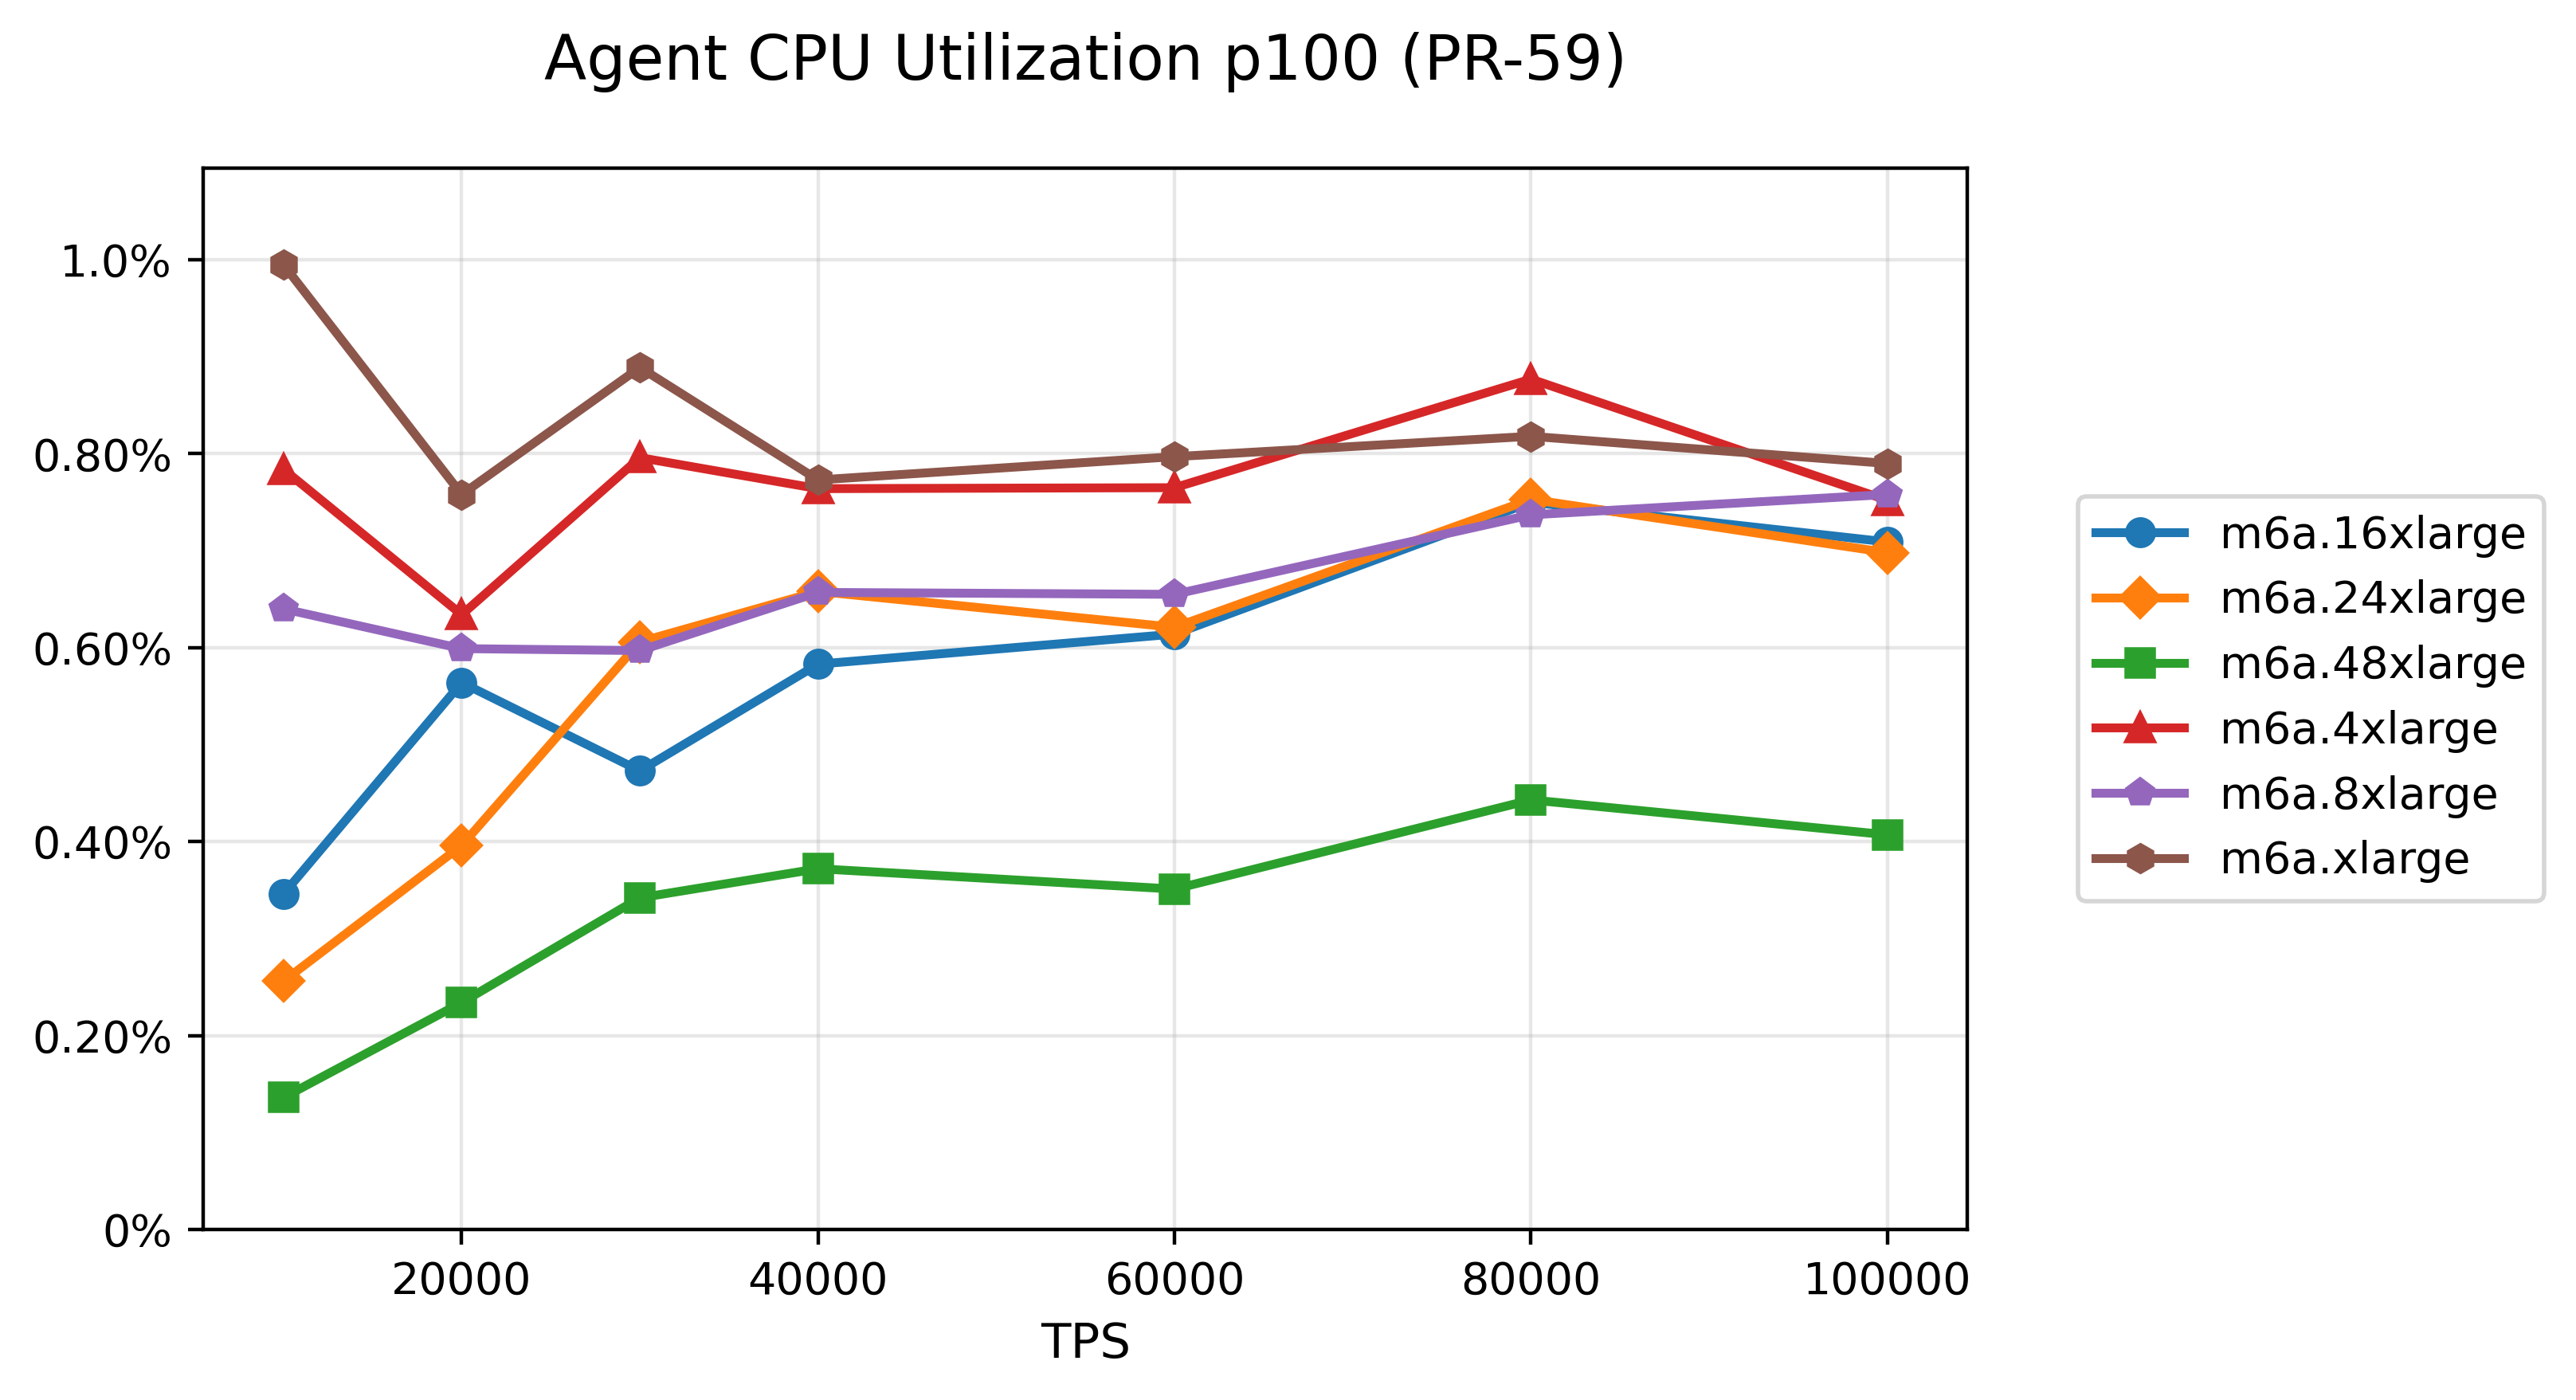 Agent CPU Utilization p100 (PR-59)
1.0%
0.80%
0.60%
0.40%
0.20%
0%
20000 40000 60000 80000 100000
TPS
m6a.16xlarge
m6a.24xlarge
m6a.48xlarge
m6a.4xlarge
m6a.8xlarge
m6a.xlarge